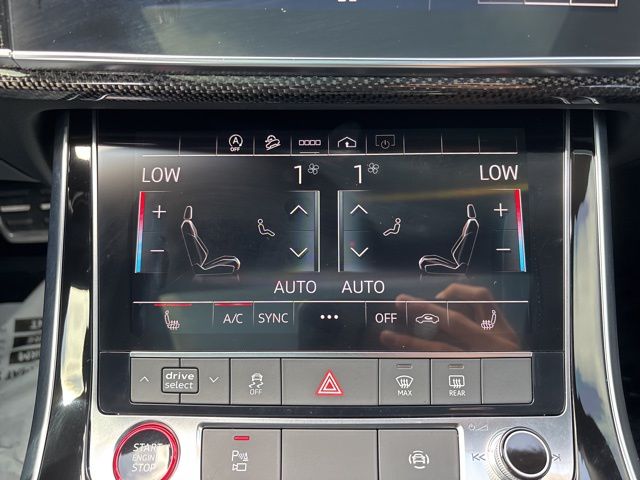 A
OFF
LOW 1 1 LOW
+ +
− −
AUTO AUTO
A/C SYNC ••• OFF
drive
select
OFF
MAX
REAR
START
ENGINE
STOP
P